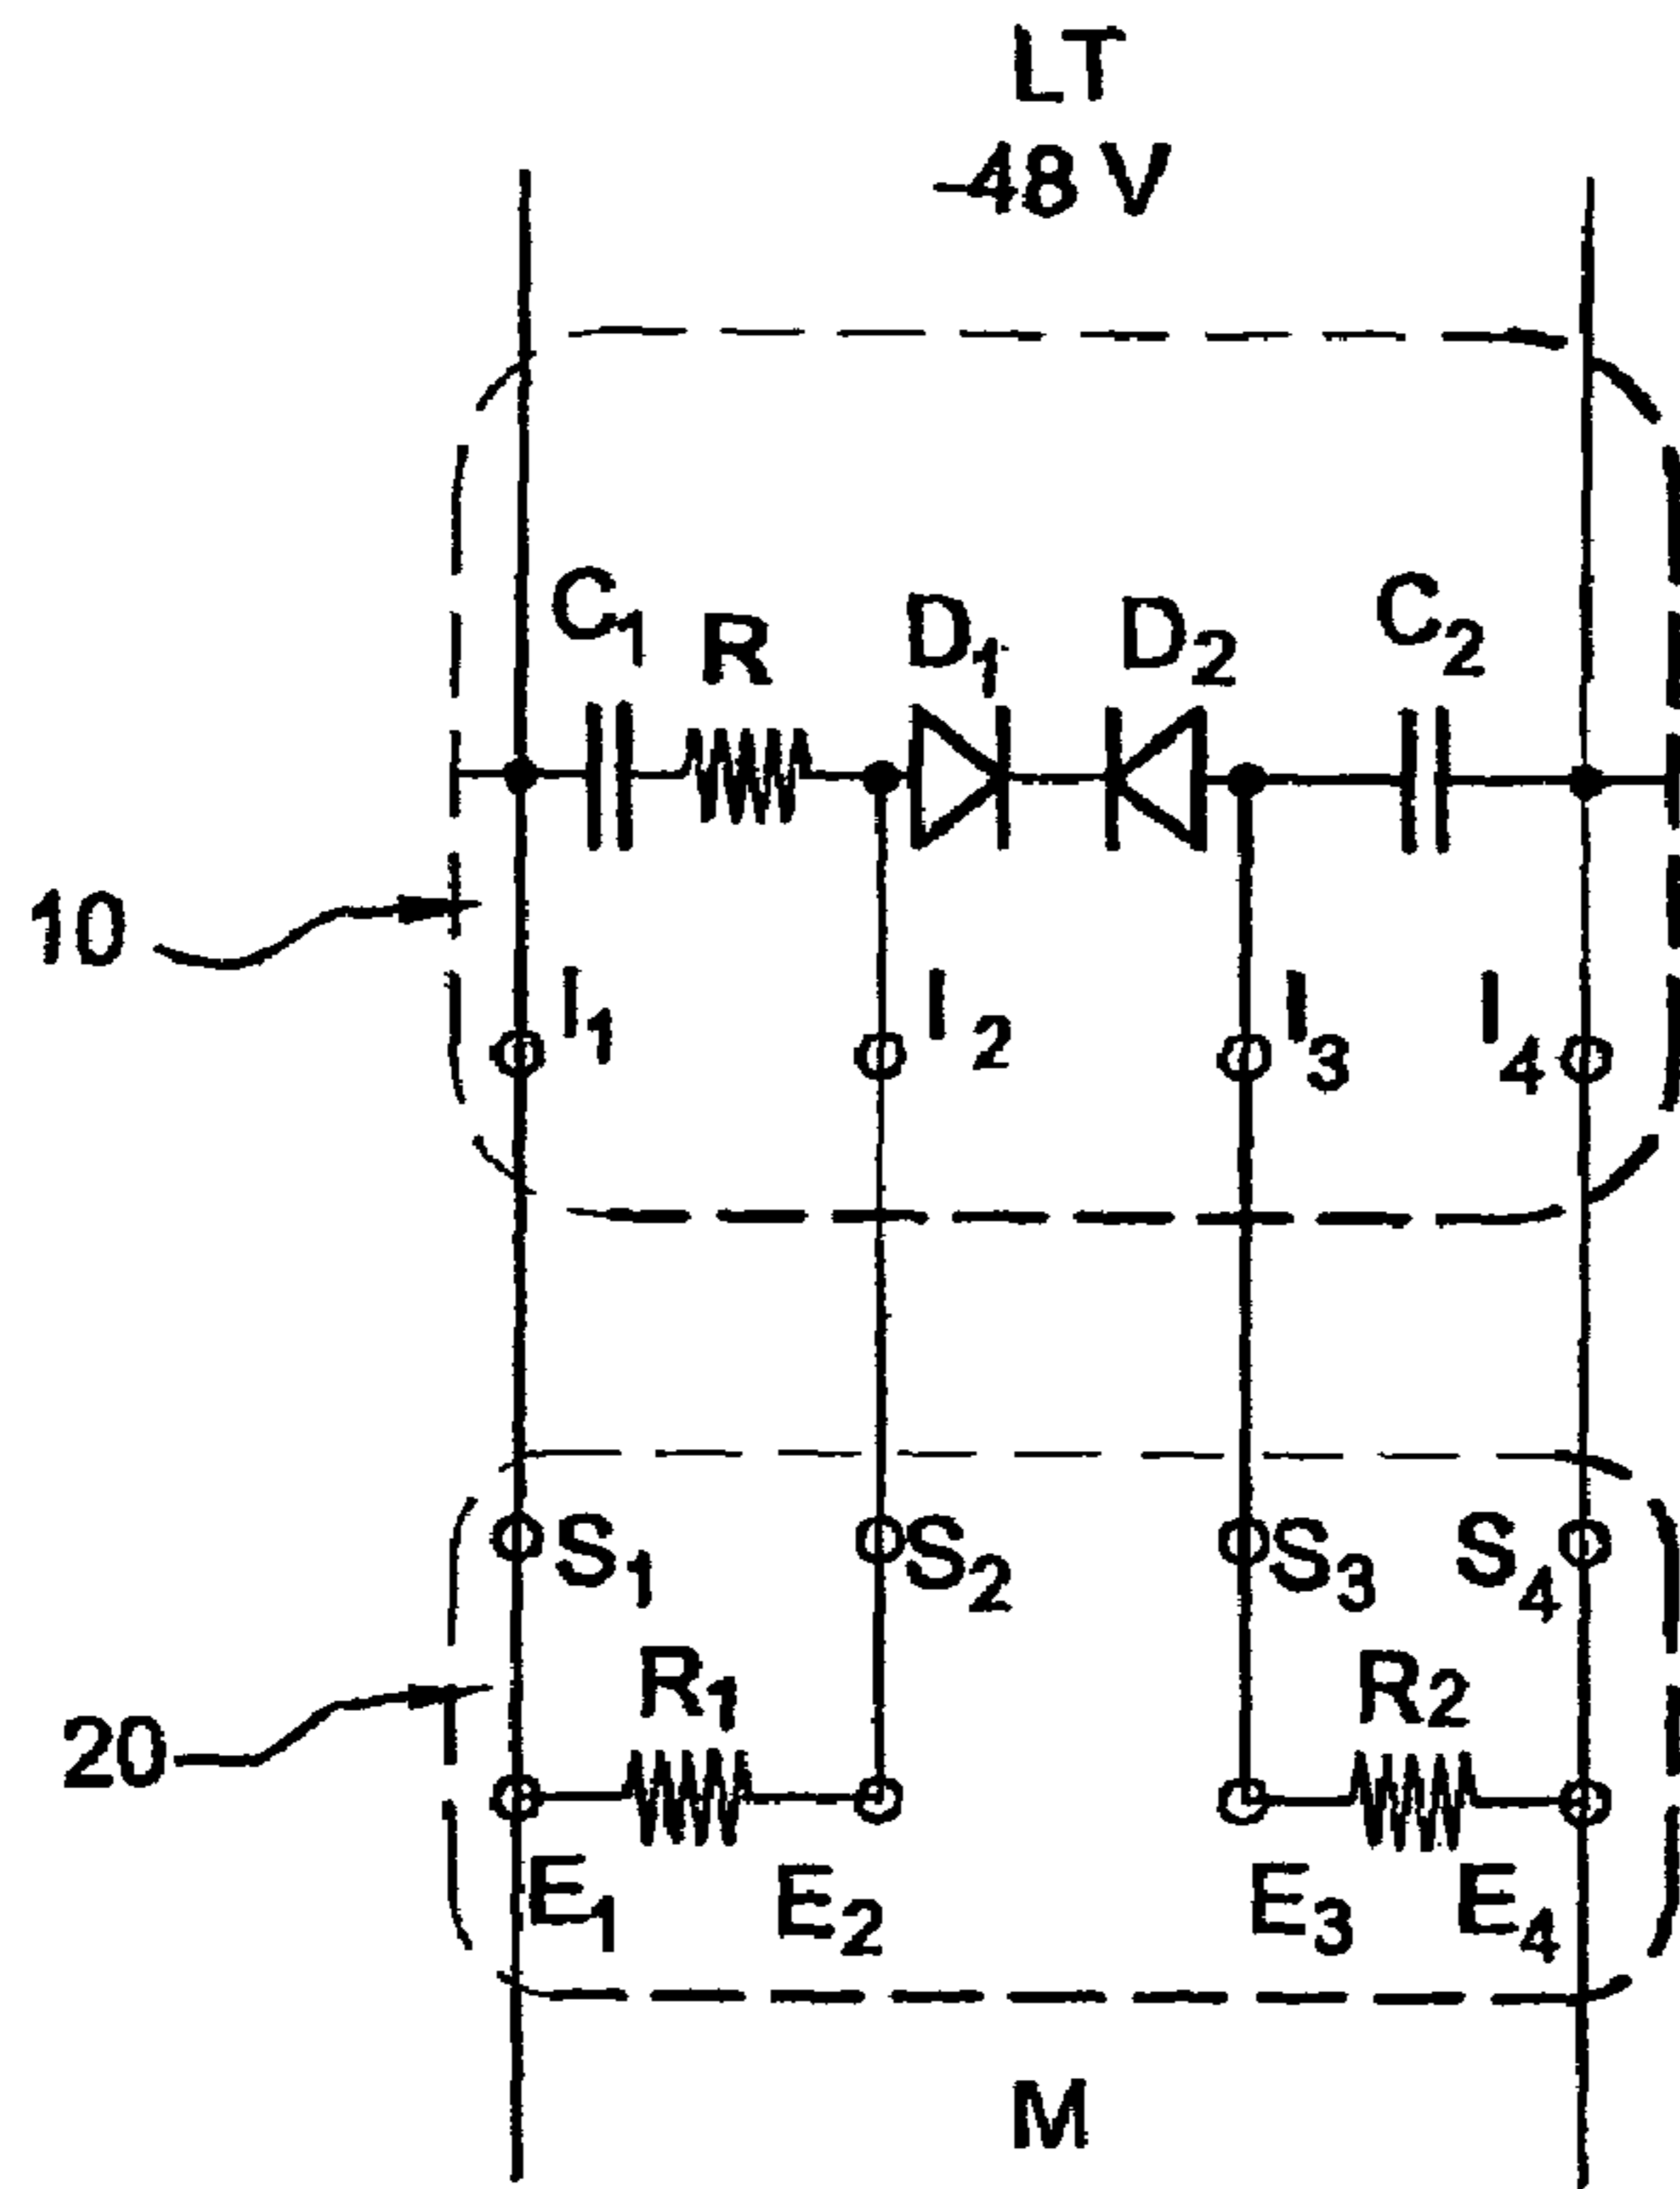 LT
-48 V
C1 R D1 D2 C2
10
I1 I2 I3 I4
S1 S2 S3 S4
R1 R2
20
E1 E2 E3 E4
M